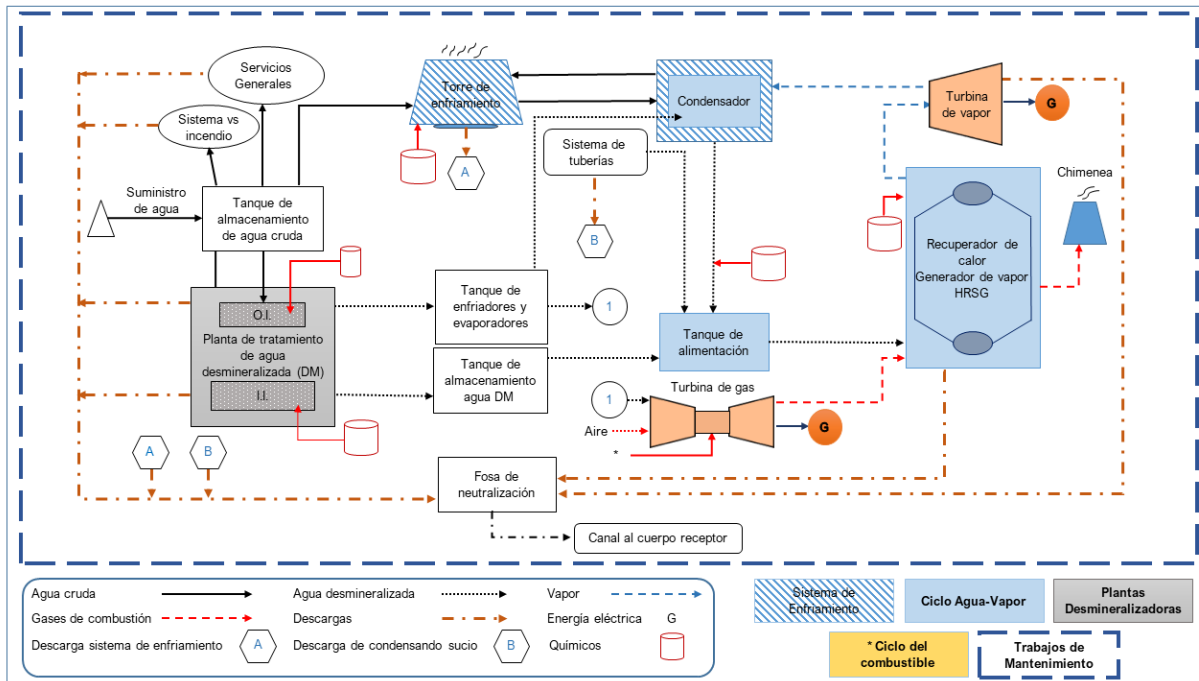 Servicios
Generales
Sistema vs
incendio
Torre de
enfriamiento
Condensador
Turbina
de vapor
G
Sistema de
tuberías
A
B
Suministro
de agua
Tanque de
almacenamiento
de agua cruda
Chimenea
Recuperador de
calor
Generador de vapor
HRSG
O.I.
Planta de tratamiento
de agua
desmineralizada (DM)
I.I.
Tanque de
enfriadores y
evaporadores
1
Tanque de
almacenamiento
agua DM
Tanque de
alimentación
Turbina de gas
1
Aire
*
G
A
B
Fosa de
neutralización
Canal al cuerpo receptor
Agua cruda
Agua desmineralizada
Vapor
Gases de combustión
Descargas
Energía eléctrica G
Descarga sistema de enfriamiento A
Descarga de condensando sucio B
Químicos
Sistema de
Enfriamiento
Ciclo Agua-Vapor
Plantas
Desmineralizadoras
* Ciclo del
combustible
Trabajos de
Mantenimiento